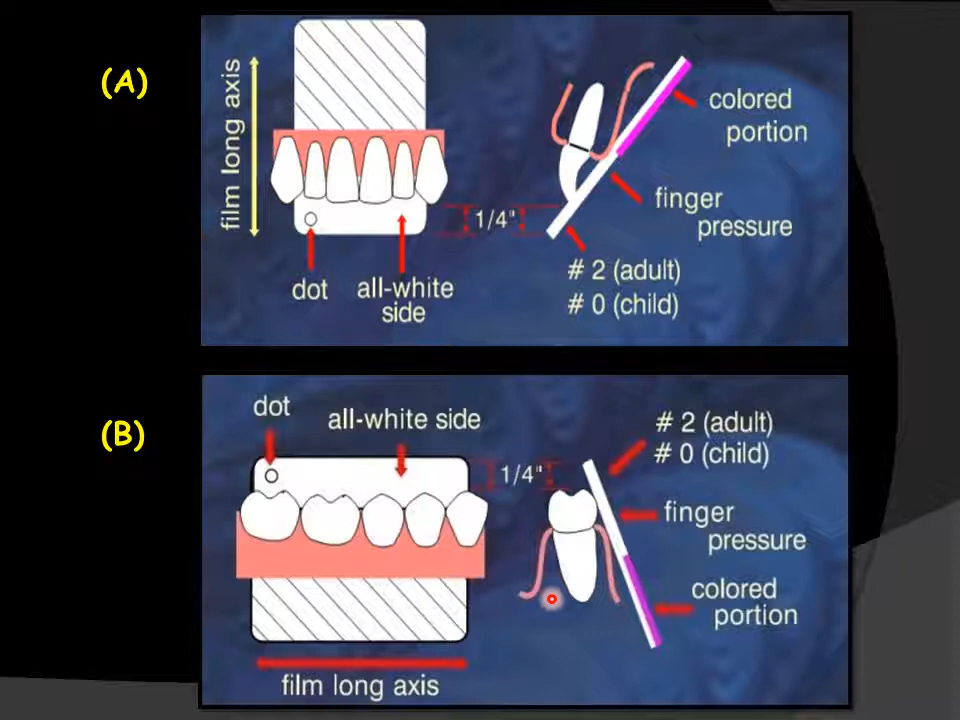 (A)
film long axis
colored
portion
finger
pressure
1/4"
dot
all-white
side
# 2 (adult)
# 0 (child)
(B)
dot
all-white side
# 2 (adult)
# 0 (child)
1/4"
finger
pressure
colored
portion
film long axis